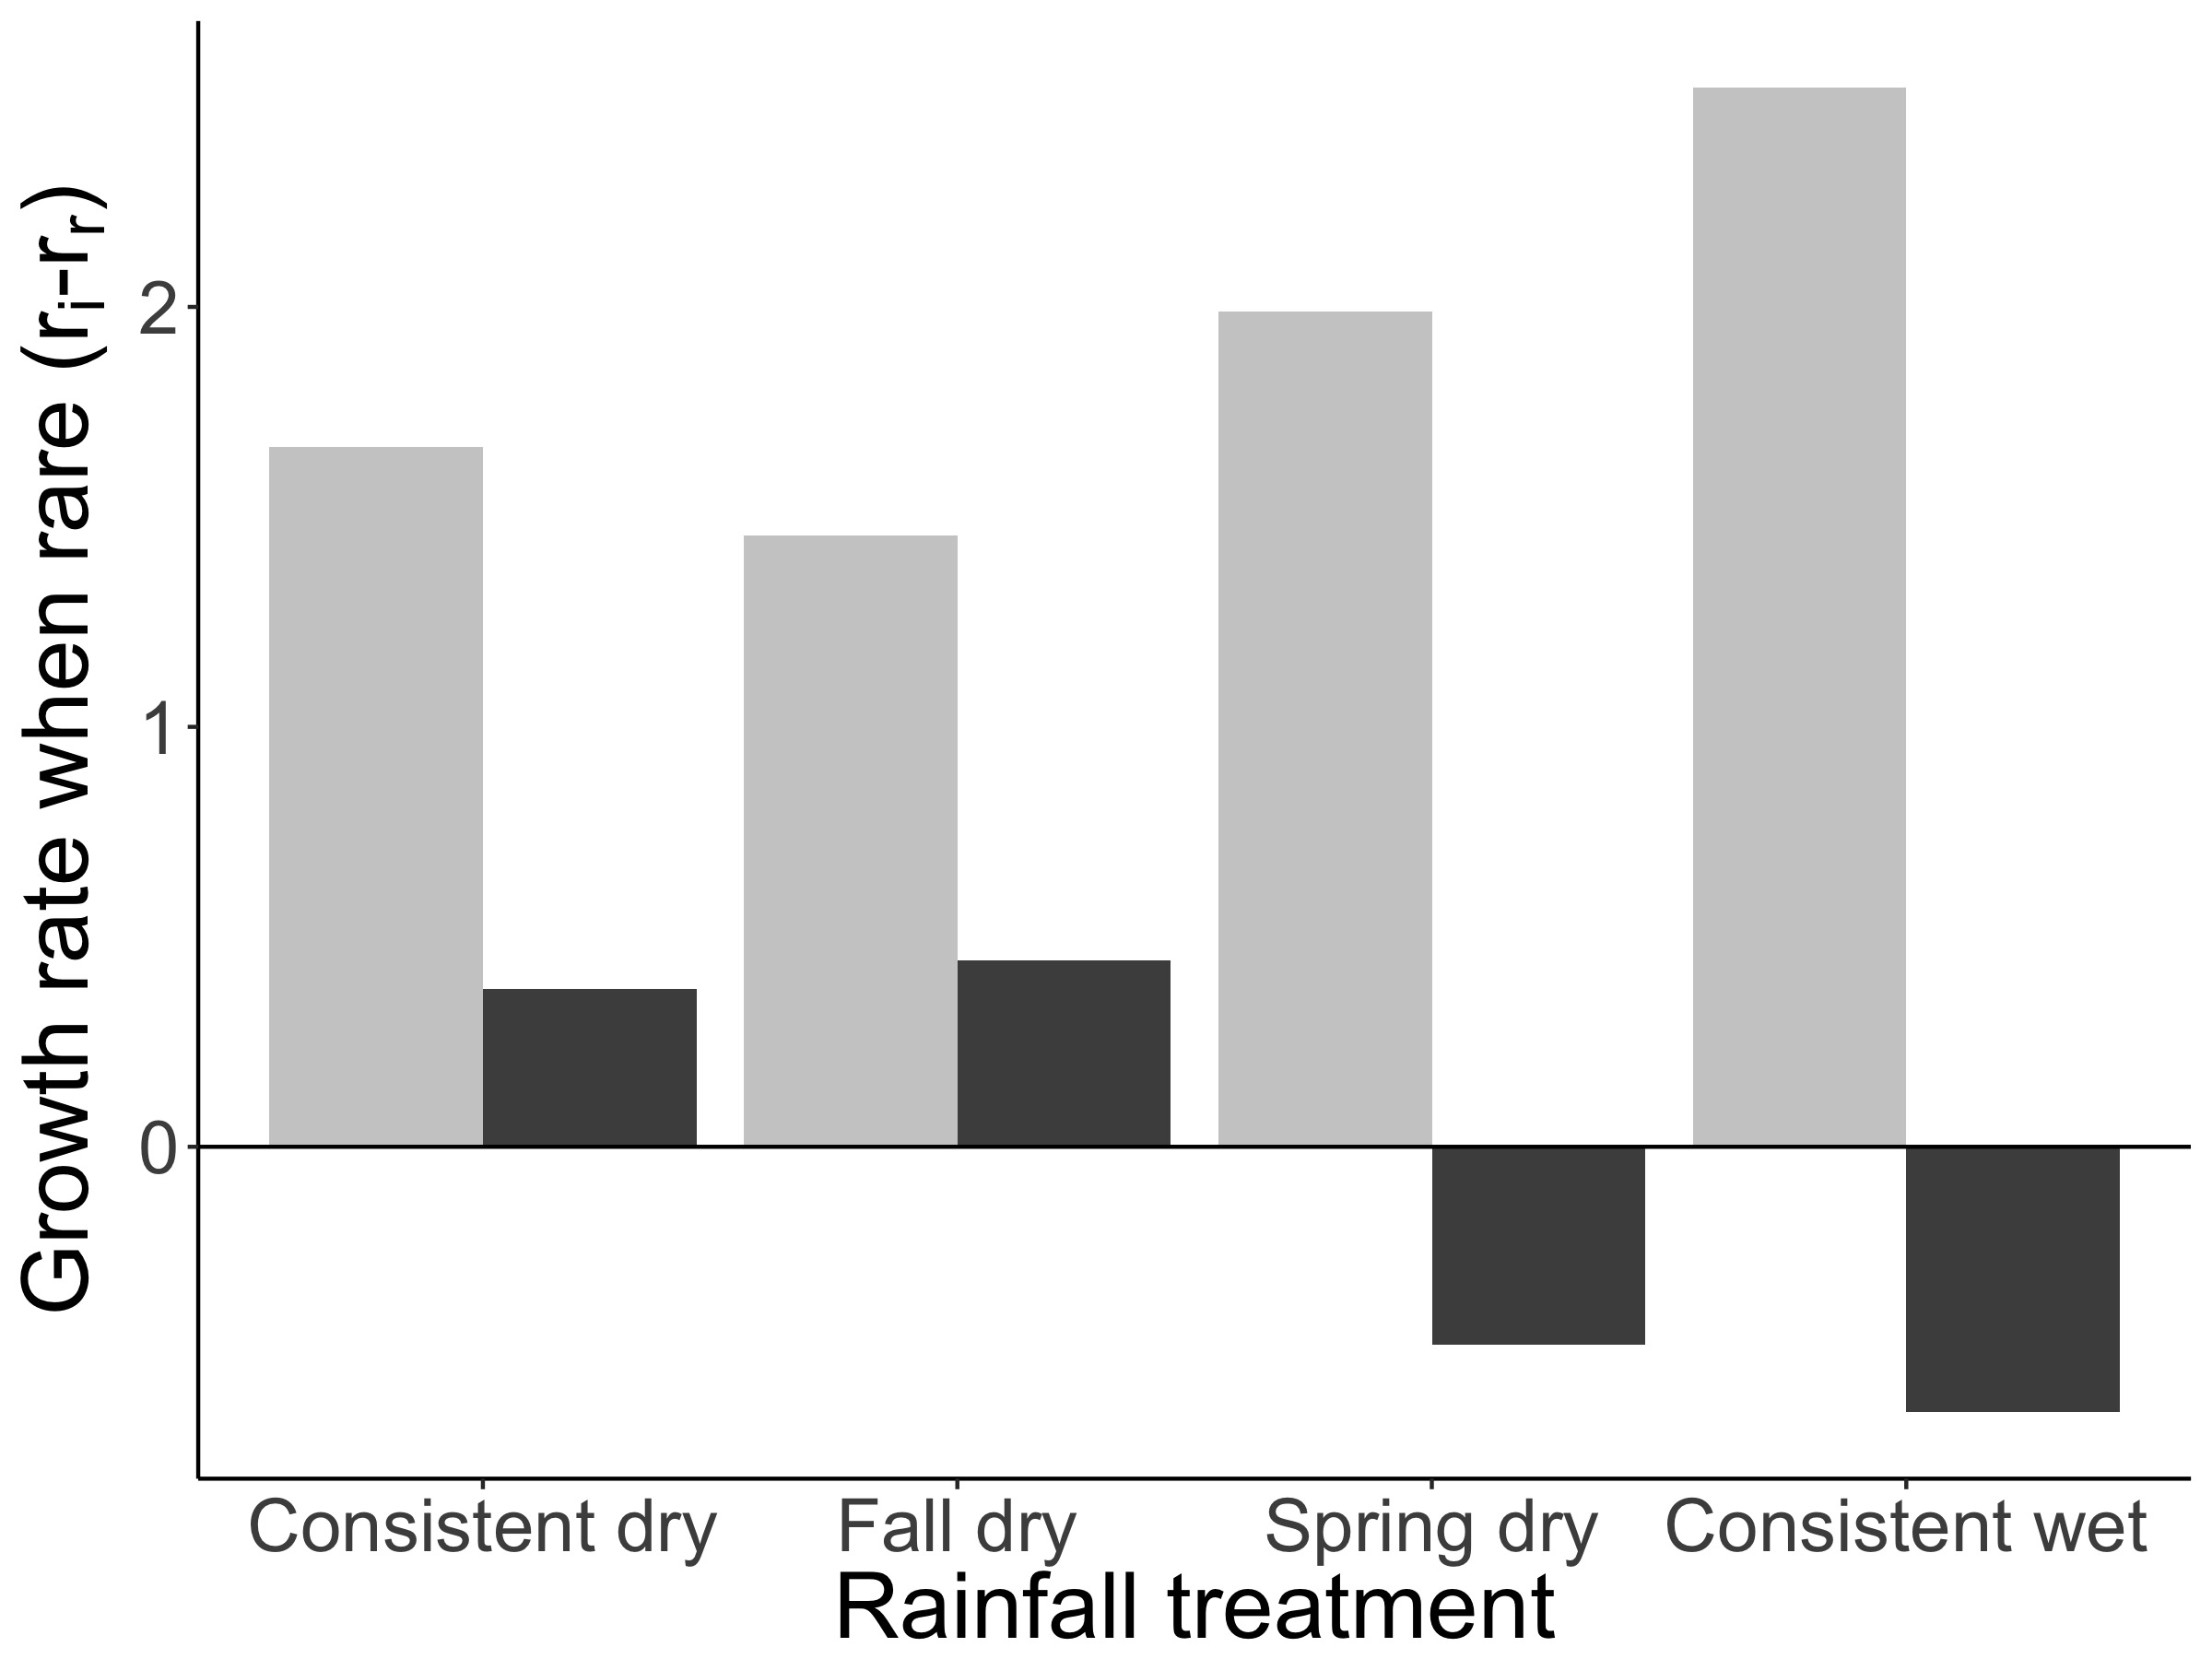 Growth rate when rare (ri-rr)
2
1
0
Consistent dry
Fall dry
Spring dry
Consistent wet
Rainfall treatment